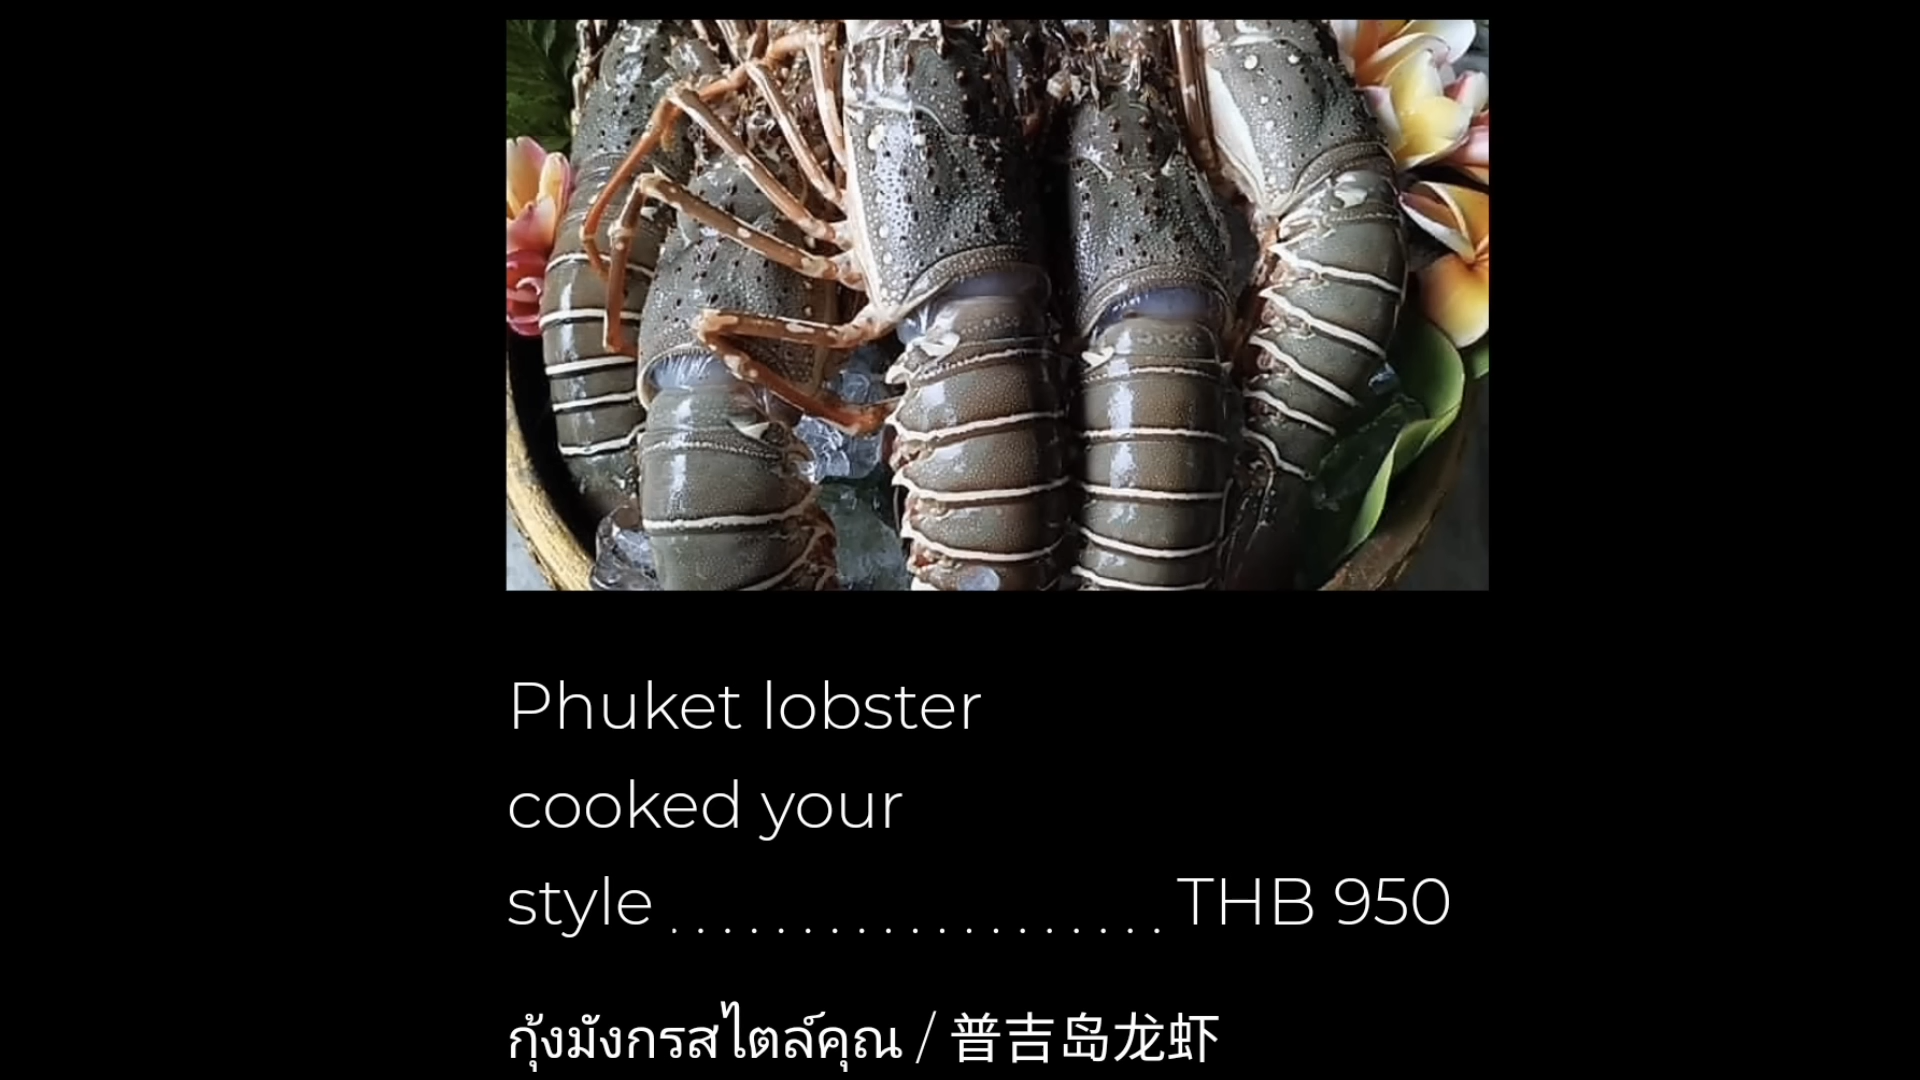 Phuket lobster
cooked your
style . . . . . . . . . . . . . . . . . . . THB 950
กุ้งมังกรสไตล์คุณ / 普吉岛龙虾